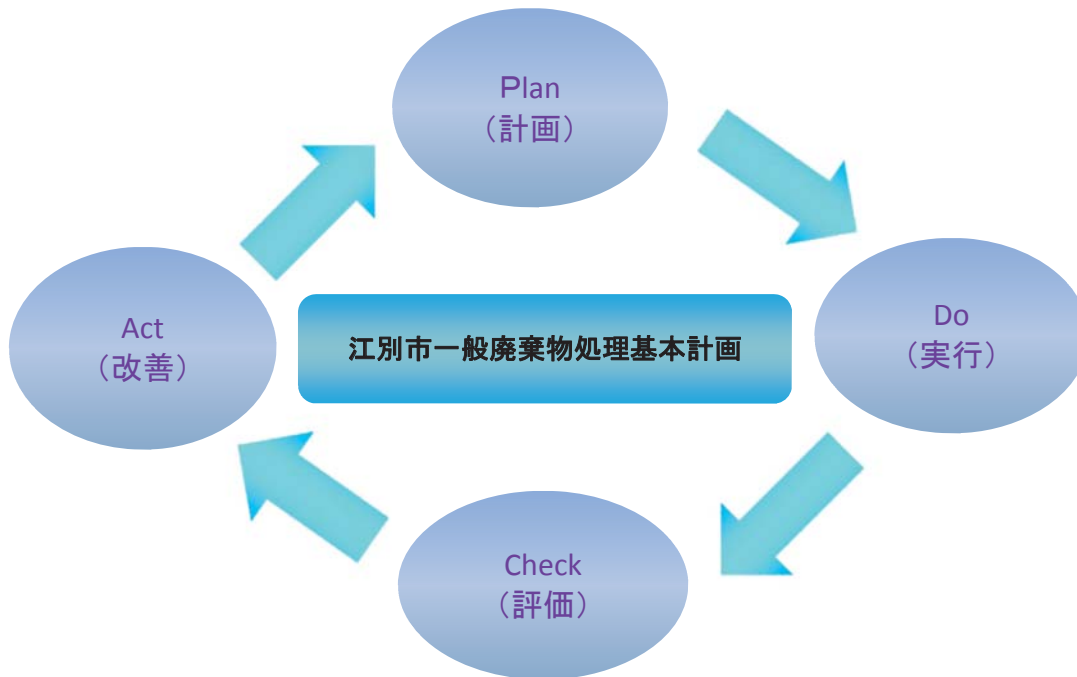 Plan
（計画）
Do
（実行）
Check
（評価）
Act
（改善）
江別市一般廃棄物処理基本計画